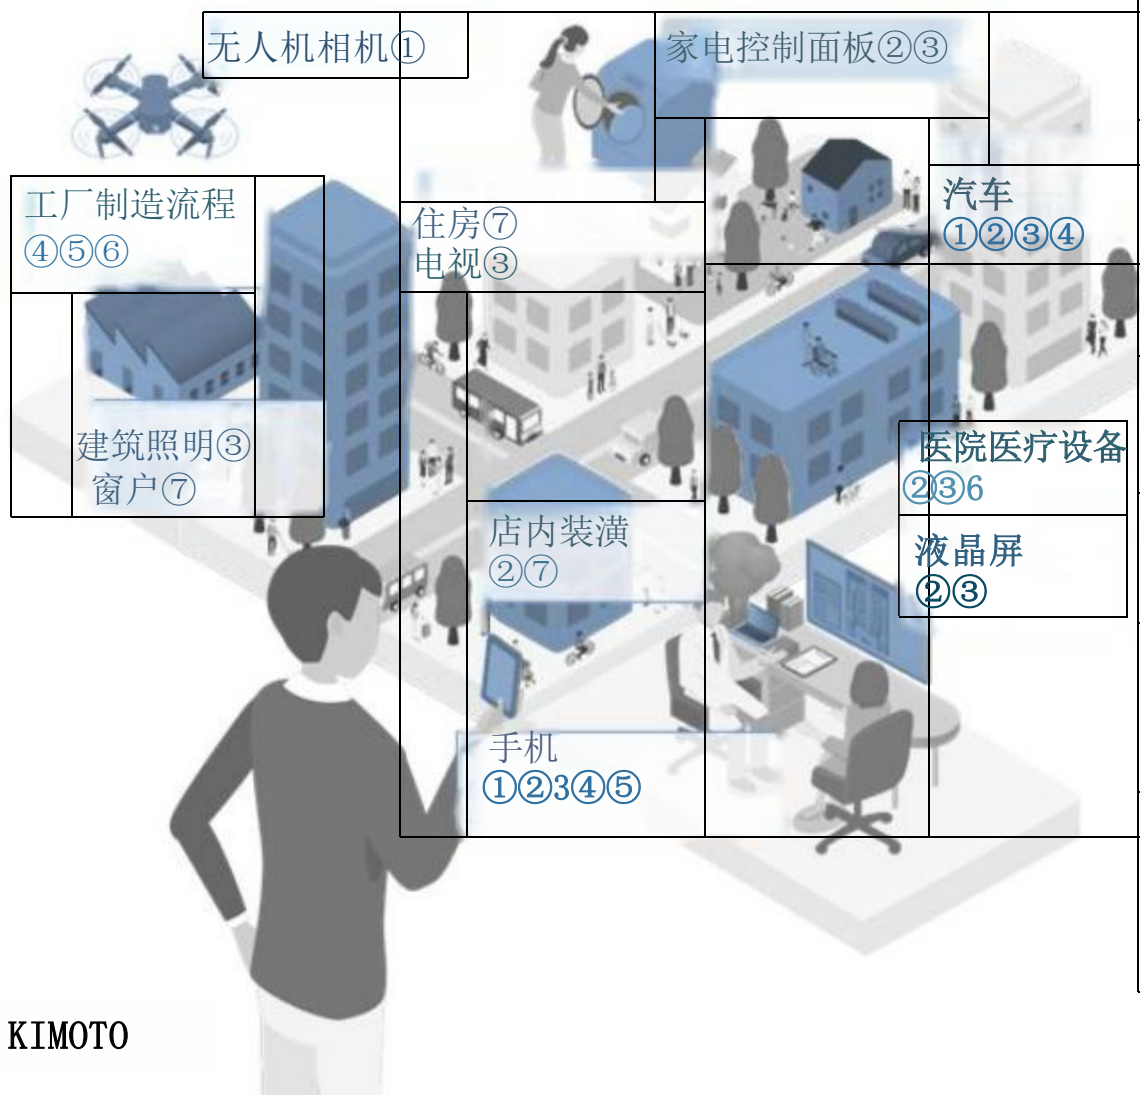 无人机相机①
家电控制面板②③
工厂制造流程
④⑤⑥
汽车
①②③④
住房⑦
电视③
建筑照明③
窗户⑦
医院医疗设备
②③6
店内装潢
②⑦
液晶屏
②③
手机
①②3④⑤
KIMOTO